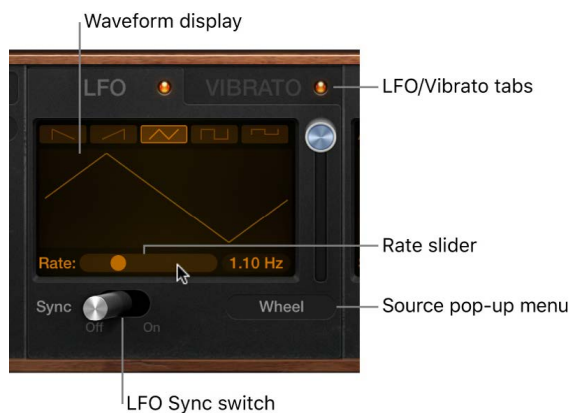 Waveform display
LFO
VIBRATO
LFO/Vibrato tabs
Rate slider
Rate:
1.10 Hz
Sync
Off
On
Wheel
Source pop-up menu
LFO Sync switch